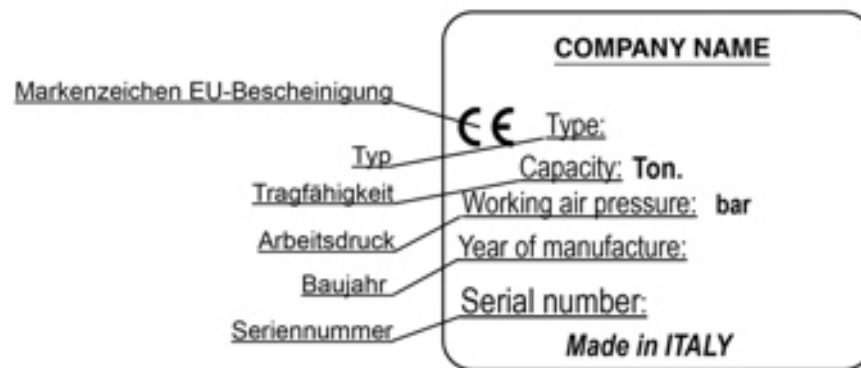 COMPANY NAME
Markenzeichen EU-Bescheinigung
CE Type:
Typ
Capacity: Ton.
Tragfähigkeit
Working air pressure: bar
Arbeitsdruck
Year of manufacture:
Baujahr
Serial number:
Seriennummer
Made in ITALY